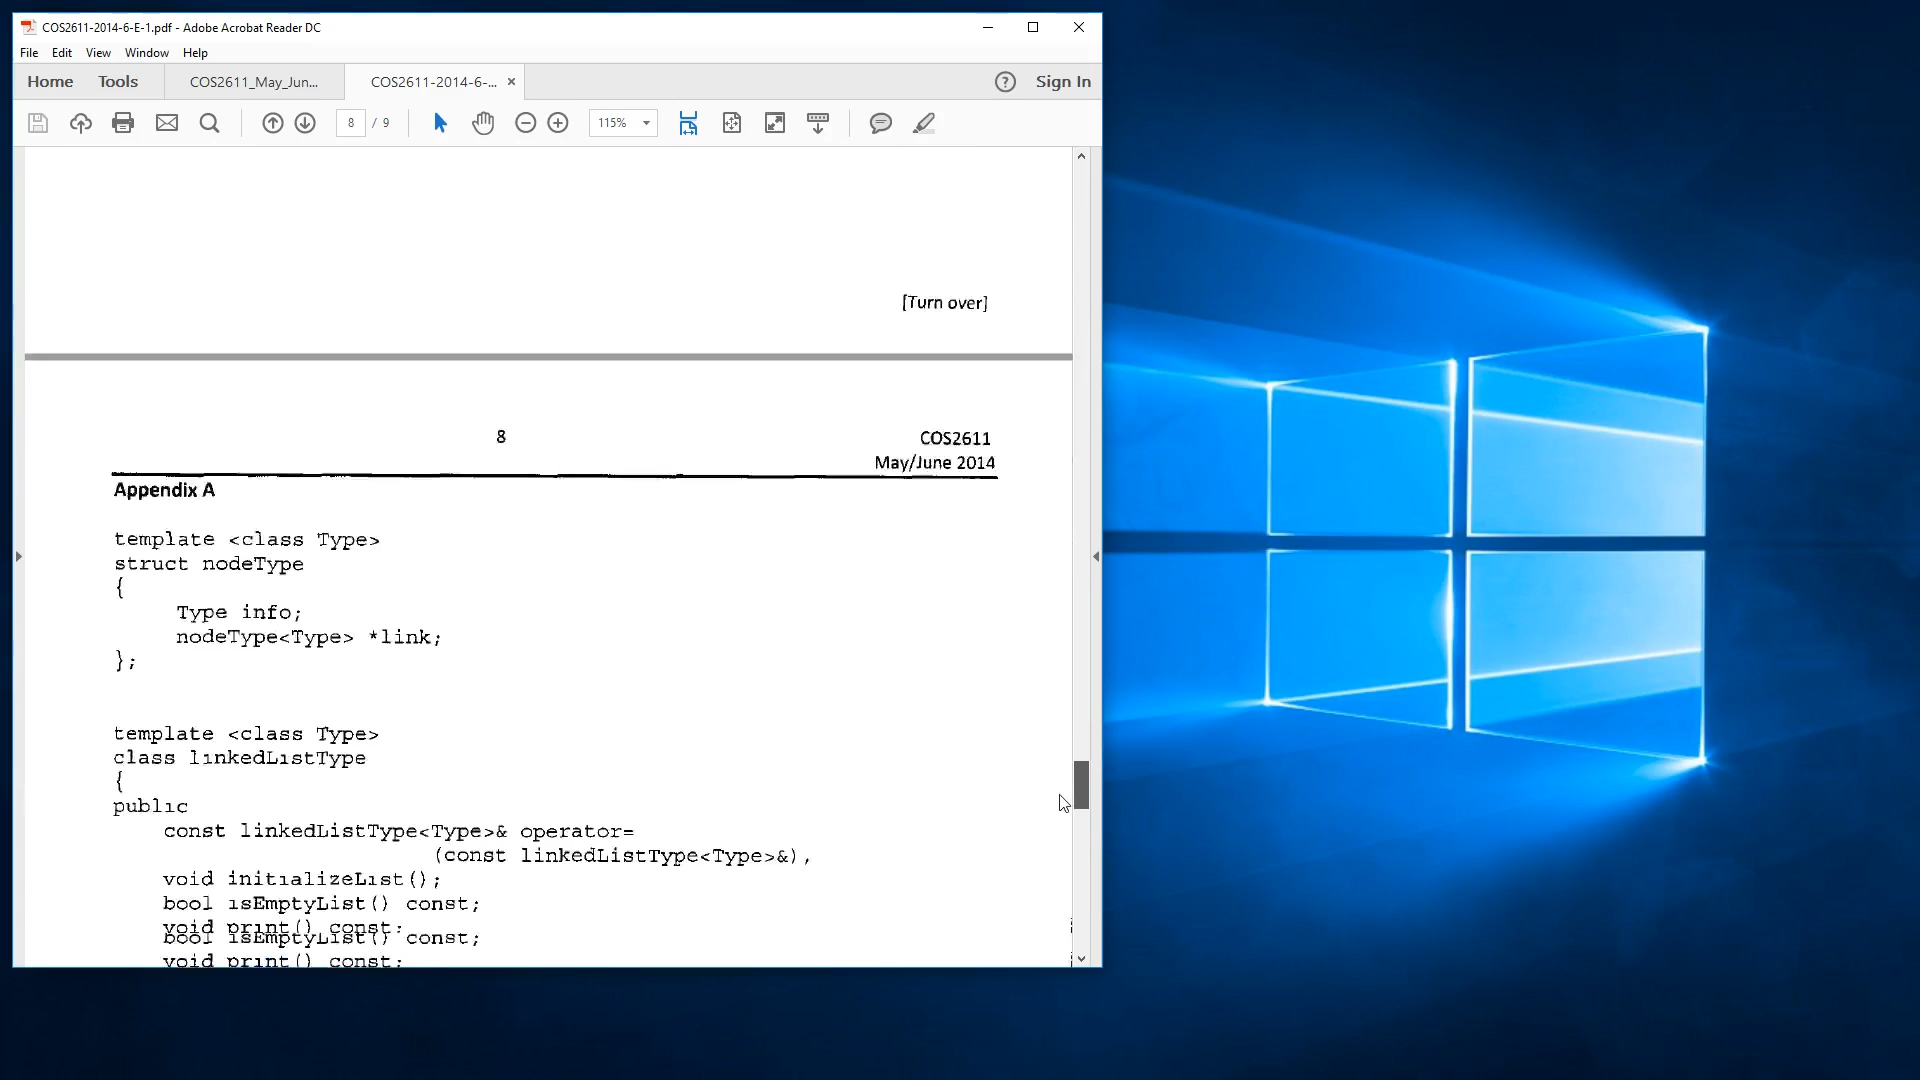 COS2611-2014-6-E-1.pdf - Adobe Acrobat Reader DC
File Edit View Window Help
Home Tools COS2611_May_Jun... COS2611-2014-6-... Sign In
8 / 9 115%
[Turn over]
8 COS2611
May/June 2014
Appendix A
template <class Type>
struct nodeType
{
Type info;
nodeType<Type> *link;
};
template <class Type>
class linkedListType
{
public
const linkedListType<Type>& operator=
(const linkedListType<Type>&),
void initializeList();
bool isEmptyList() const;
void print() const;
bool isEmptyList() const;
void print() const;